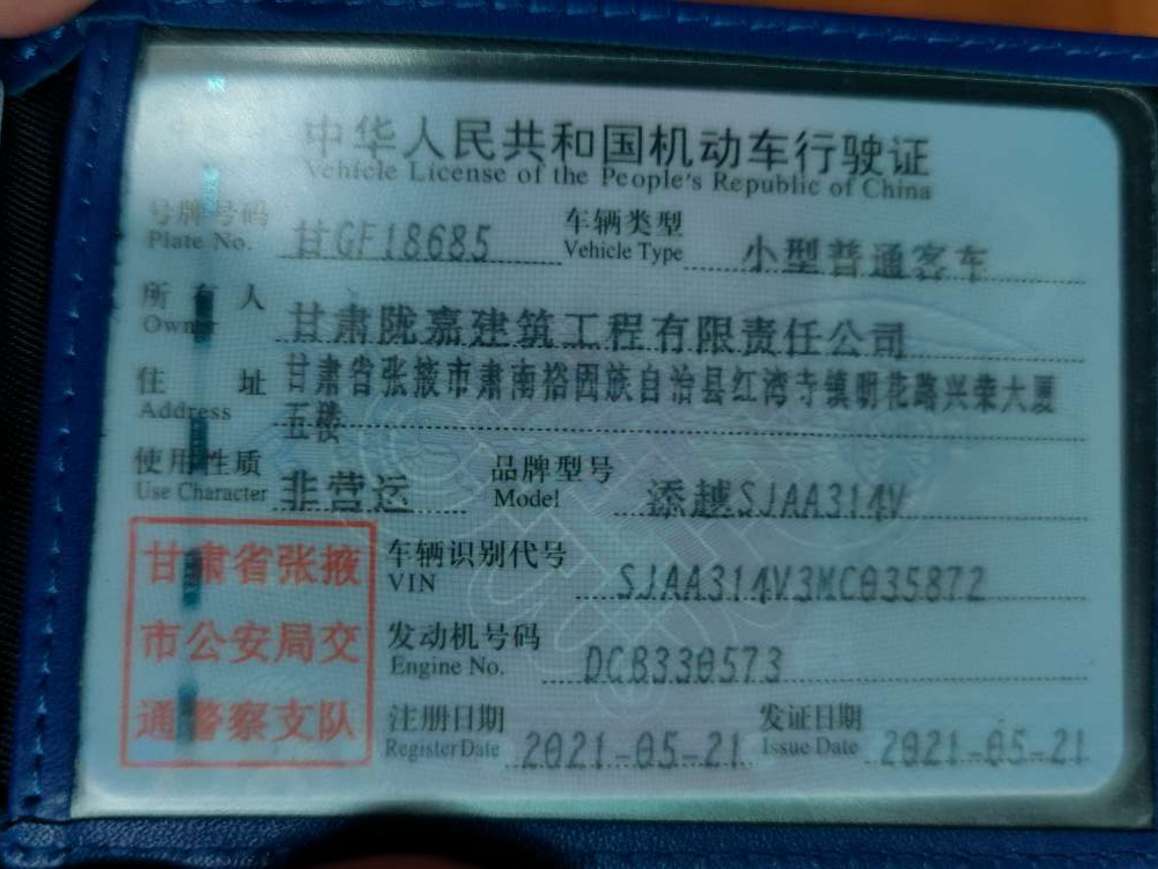 中华人民共和国机动车行驶证
Vehicle License of the People's Republic of China
号牌号码 甘GF18685 车辆类型 小型普通客车
Plate No. Vehicle Type
所有人 甘肃陇嘉建筑工程有限责任公司
Owner
住址 甘肃省张掖市肃南裕固族自治县红湾寺镇明花路兴荣大厦
Address 五楼
使用性质 非营运 品牌型号 添越SJAA314V
Use Character Model
甘肃省张掖
市公安局交
通警察支队
车辆识别代号 SJAA314V3MC035872
VIN
发动机号码 DCB330573
Engine No.
注册日期 2021-05-21 发证日期 2021-05-21
Register Date Issue Date